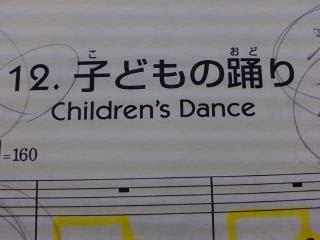 12. 子どもの踊り
こ おど
Children's Dance
=160